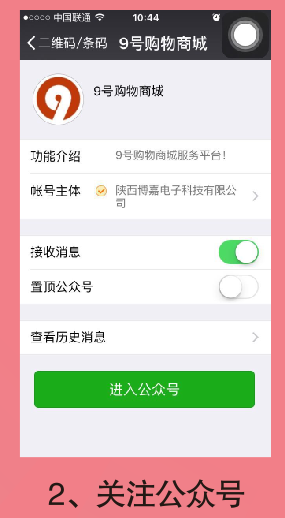 中国联通 10:44
二维码/条码 9号购物商城
9号购物商城
功能介绍 9号购物商城服务平台！
帐号主体 陕西博嘉电子科技有限公
司
接收消息
置顶公众号
查看历史消息
进入公众号
2、关注公众号